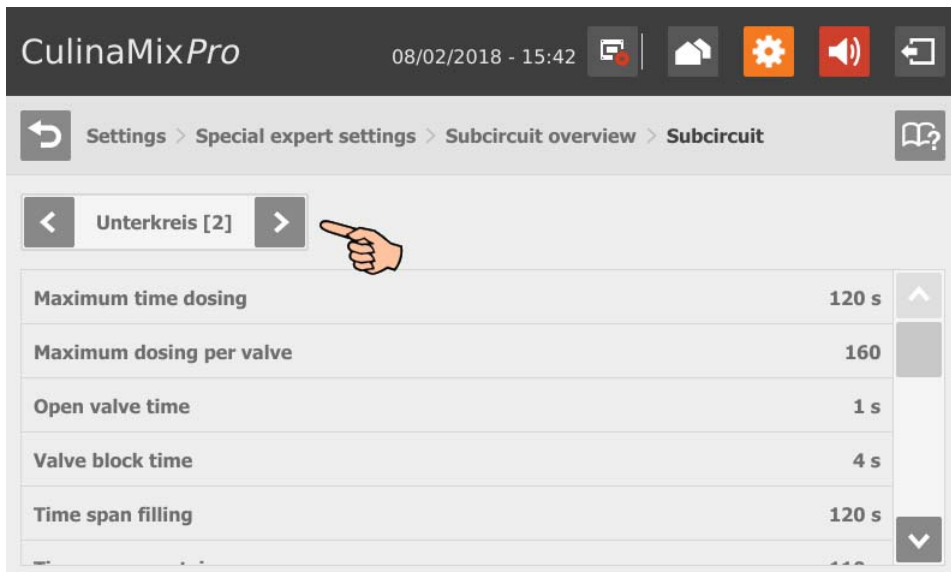 CulinaMixPro 08/02/2018 - 15:42
Settings > Special expert settings > Subcircuit overview > Subcircuit
Unterkreis [2]
Maximum time dosing 120 s
Maximum dosing per valve 160
Open valve time 1 s
Valve block time 4 s
Time span filling 120 s